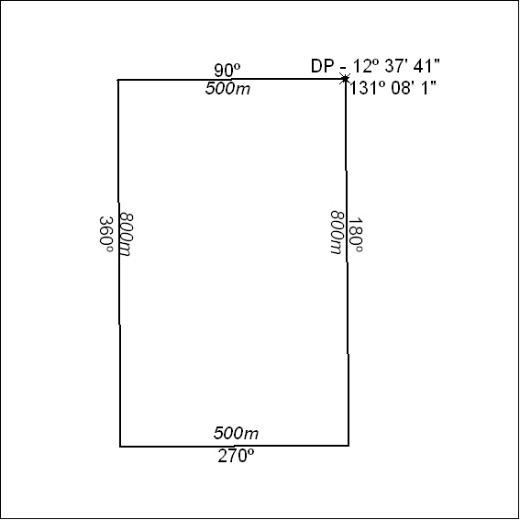 90º
500m
DP - 12º 37' 41"
131º 08' 1"
360º
800m
800m
180º
500m
270º